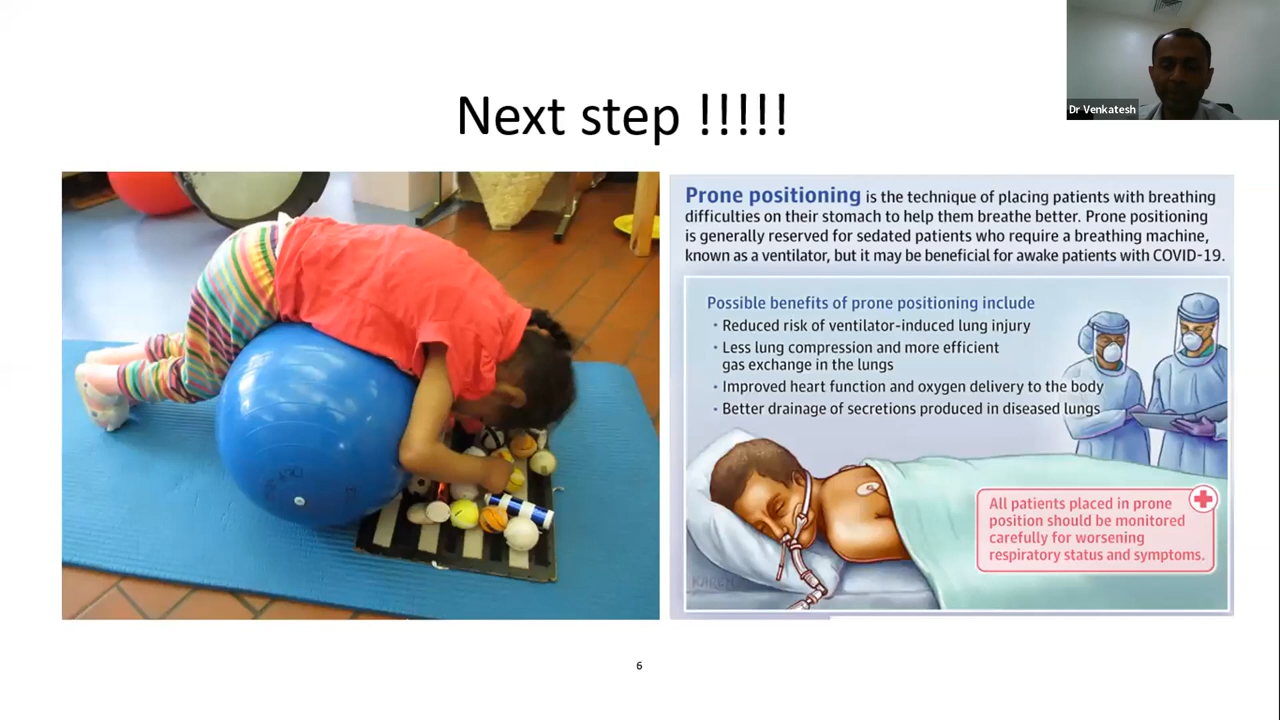 Dr Venkatesh
Next step !!!!!
Prone positioning is the technique of placing patients with breathing
difficulties on their stomach to help them breathe better. Prone positioning
is generally reserved for sedated patients who require a breathing machine,
known as a ventilator, but it may be beneficial for awake patients with COVID-19.
Possible benefits of prone positioning include
• Reduced risk of ventilator-induced lung injury
• Less lung compression and more efficient
gas exchange in the lungs
• Improved heart function and oxygen delivery to the body
• Better drainage of secretions produced in diseased lungs
All patients placed in prone
position should be monitored
carefully for worsening
respiratory status and symptoms.
6